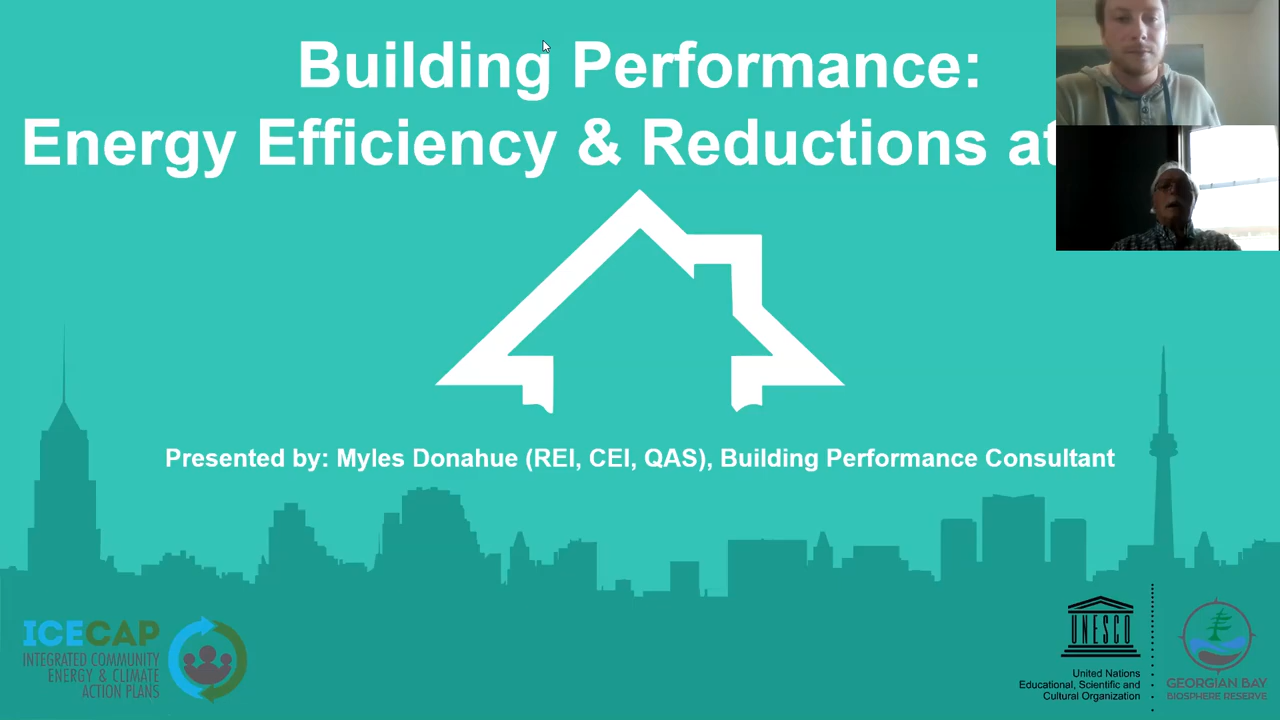 Building Performance:
Energy Efficiency & Reductions at
Presented by: Myles Donahue (REI, CEI, QAS), Building Performance Consultant
ICECAP
INTEGRATED COMMUNITY
ENERGY & CLIMATE
ACTION PLANS
UNESCO
United Nations
Educational, Scientific and
Cultural Organization
GEORGIAN BAY
BIOSPHERE RESERVE